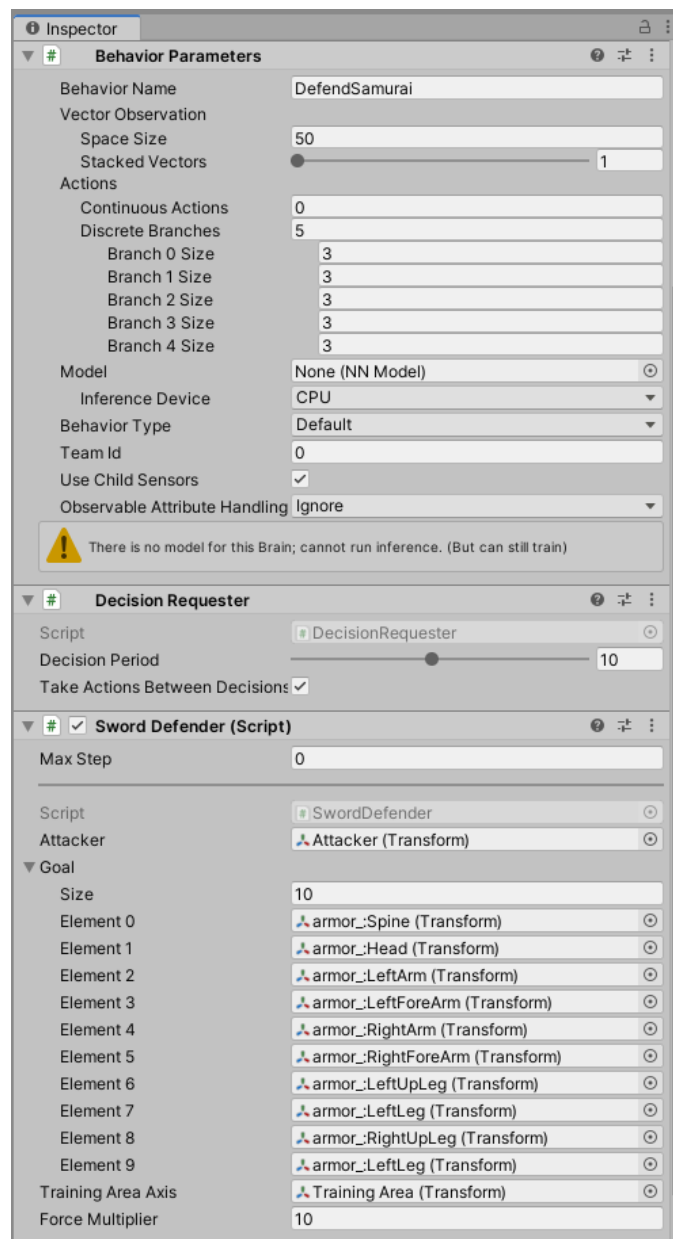 Inspector
# Behavior Parameters
Behavior Name DefendSamurai
Vector Observation
Space Size 50
Stacked Vectors 1
Actions
Continuous Actions 0
Discrete Branches 5
Branch 0 Size 3
Branch 1 Size 3
Branch 2 Size 3
Branch 3 Size 3
Branch 4 Size 3
Model None (NN Model)
Inference Device CPU
Behavior Type Default
Team Id 0
Use Child Sensors
Observable Attribute Handling Ignore
There is no model for this Brain; cannot run inference. (But can still train)
# Decision Requester
Script # DecisionRequester
Decision Period 10
Take Actions Between Decisions
# Sword Defender (Script)
Max Step 0
Script # SwordDefender
Attacker Attacker (Transform)
Goal
Size 10
Element 0 armor_:Spine (Transform)
Element 1 armor_:Head (Transform)
Element 2 armor_:LeftArm (Transform)
Element 3 armor_:LeftForeArm (Transform)
Element 4 armor_:RightArm (Transform)
Element 5 armor_:RightForeArm (Transform)
Element 6 armor_:LeftUpLeg (Transform)
Element 7 armor_:LeftLeg (Transform)
Element 8 armor_:RightUpLeg (Transform)
Element 9 armor_:LeftLeg (Transform)
Training Area Axis Training Area (Transform)
Force Multiplier 10